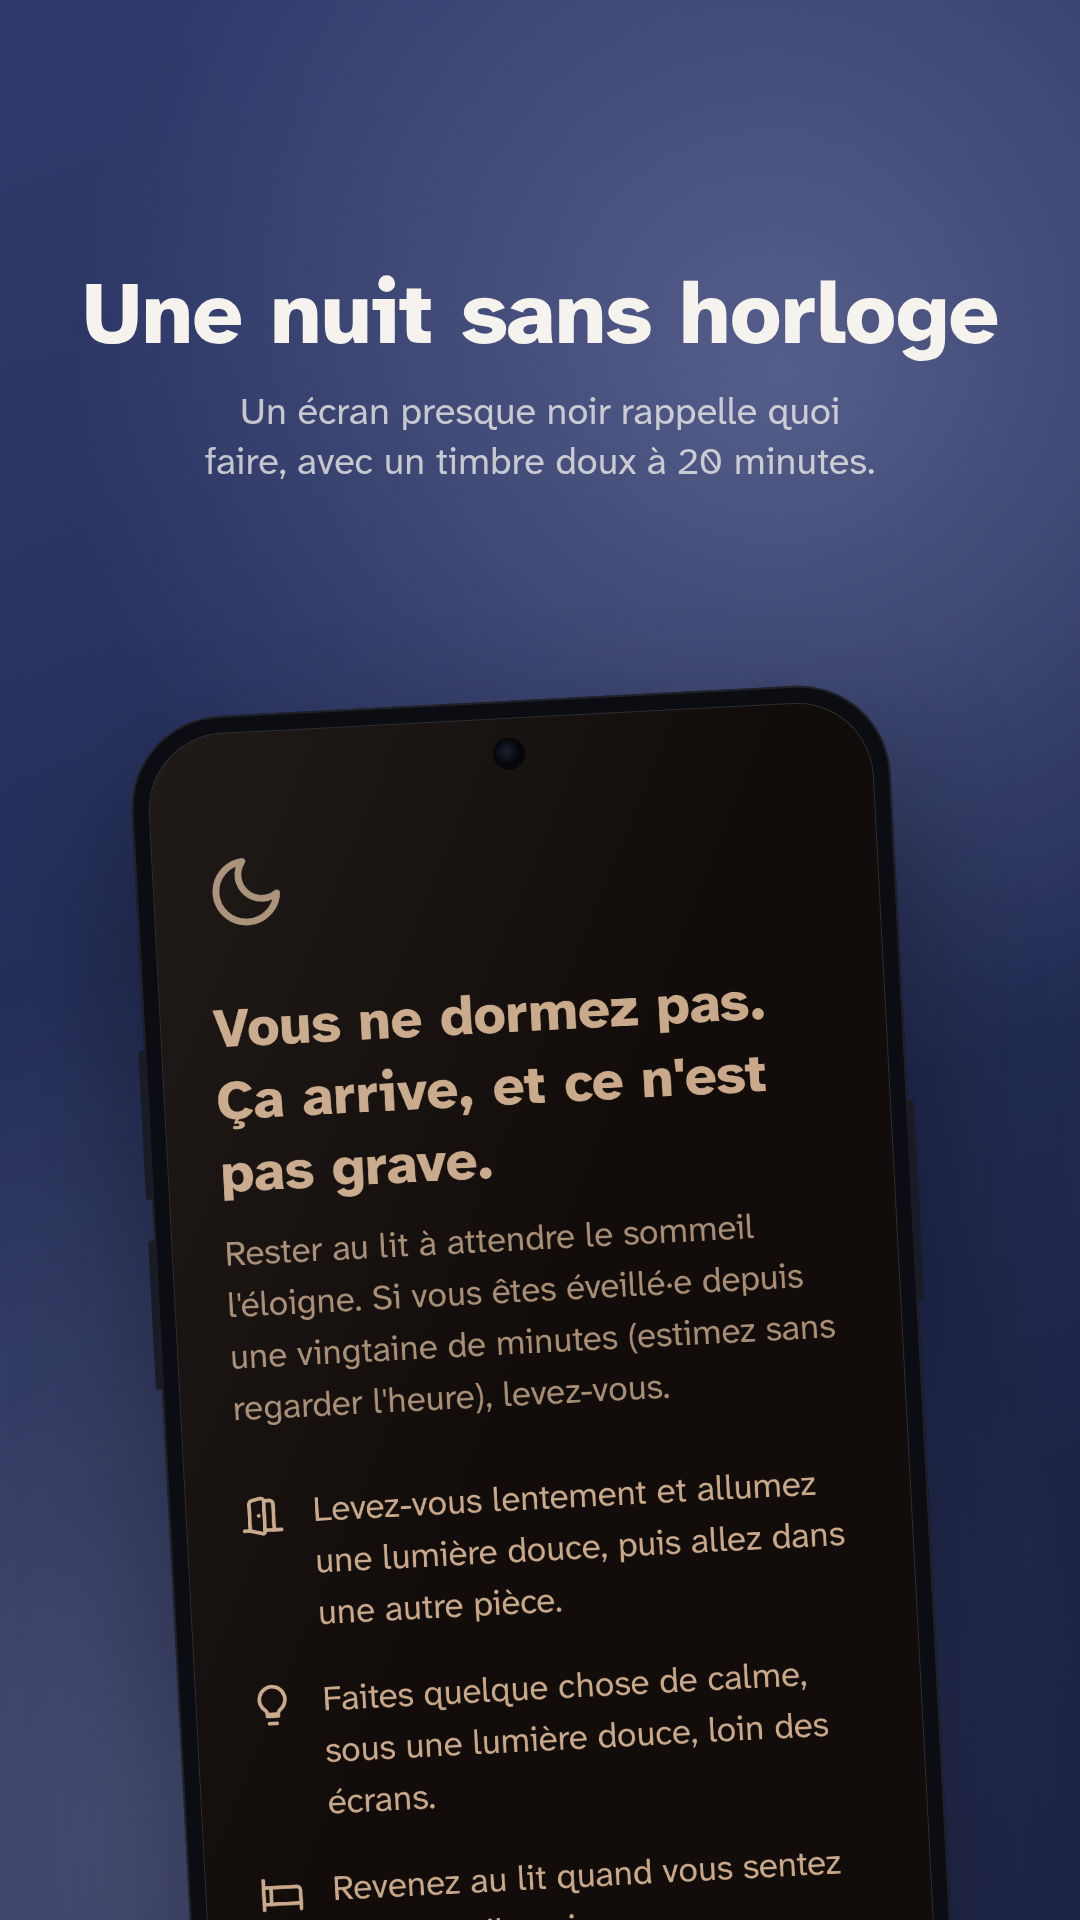 Une nuit sans horloge
Un écran presque noir rappelle quoi
faire, avec un timbre doux à 20 minutes.
Vous ne dormez pas.
Ça arrive, et ce n'est
pas grave.
Rester au lit à attendre le sommeil
l'éloigne. Si vous êtes éveillé·e depuis
une vingtaine de minutes (estimez sans
regarder l'heure), levez-vous.
Levez-vous lentement et allumez
une lumière douce, puis allez dans
une autre pièce.
Faites quelque chose de calme,
sous une lumière douce, loin des
écrans.
Revenez au lit quand vous sentez